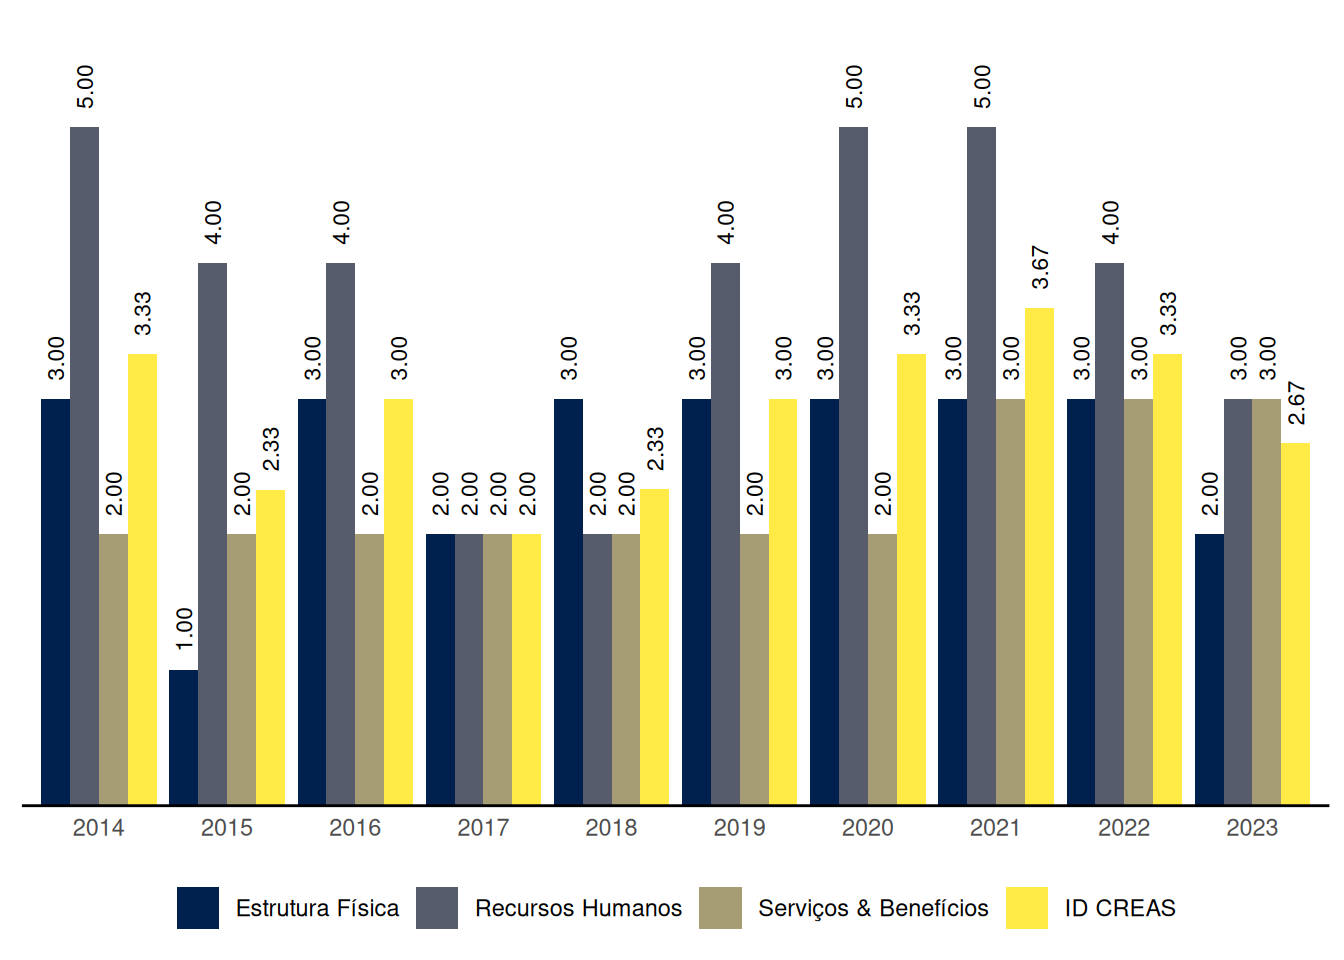 3.00 5.00 2.00 3.33
1.00 4.00 2.00 2.33
3.00 4.00 2.00 3.00
2.00 2.00 2.00 2.00
3.00 2.00 2.00 2.33
3.00 4.00 2.00 3.00
3.00 5.00 2.00 3.33
3.00 5.00 3.00 3.67
3.00 4.00 3.00 3.33
2.00 3.00 3.00 2.67
2014 2015 2016 2017 2018 2019 2020 2021 2022 2023
Estrutura Física Recursos Humanos Serviços & Benefícios ID CREAS